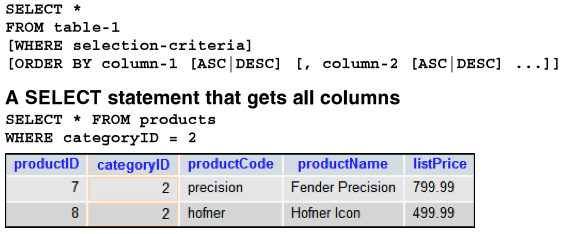 SELECT *
FROM table-1
[WHERE selection-criteria]
[ORDER BY column-1 [ASC|DESC] [, column-2 [ASC|DESC] ...]]
A SELECT statement that gets all columns
SELECT * FROM products
WHERE categoryID = 2
productID categoryID productCode productName listPrice
7 2 precision Fender Precision 799.99
8 2 hofner Hofner Icon 499.99